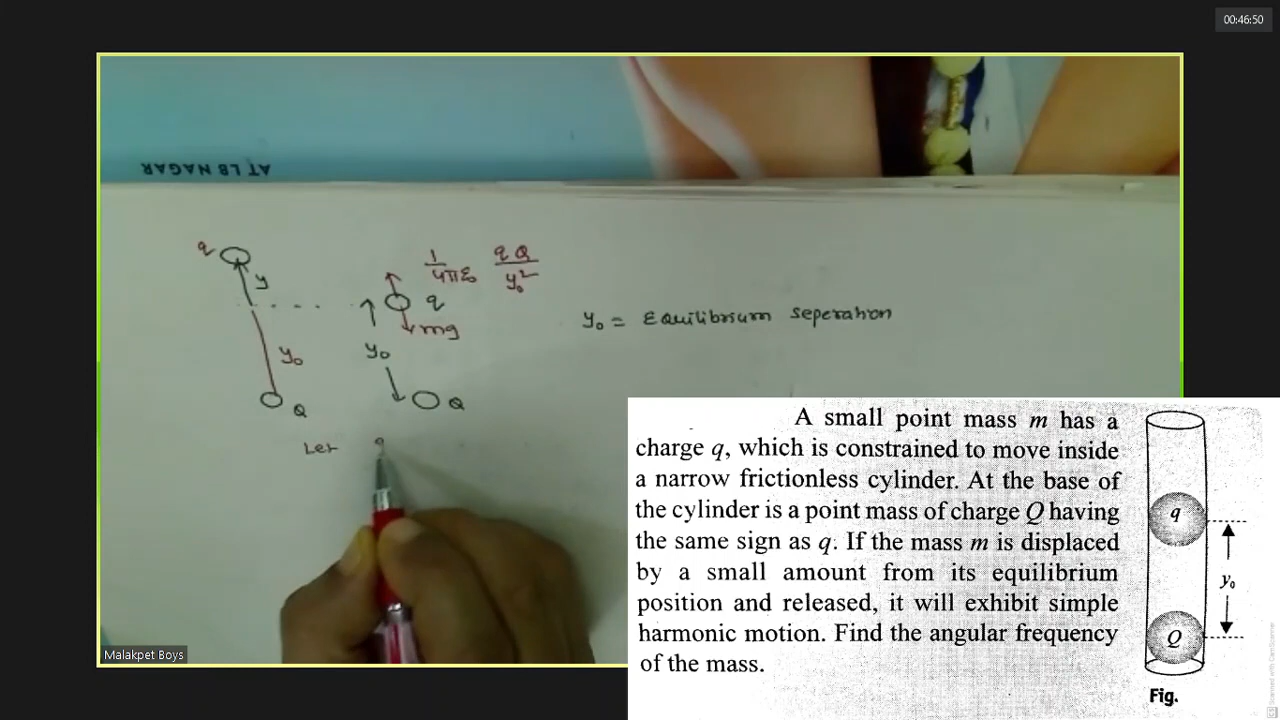 00:46:50
AT LB NAGAR
q
y
y₀
Q
Let q
1/4πε₀ qQ/y₀²
q
mg
y₀
Q
y₀ = Equilibrium seperation
A small point mass m has a
charge q, which is constrained to move inside
a narrow frictionless cylinder. At the base of
the cylinder is a point mass of charge Q having
the same sign as q. If the mass m is displaced
by a small amount from its equilibrium
position and released, it will exhibit simple
harmonic motion. Find the angular frequency
of the mass.
q
y₀
Q
Fig.
Malakpet Boys